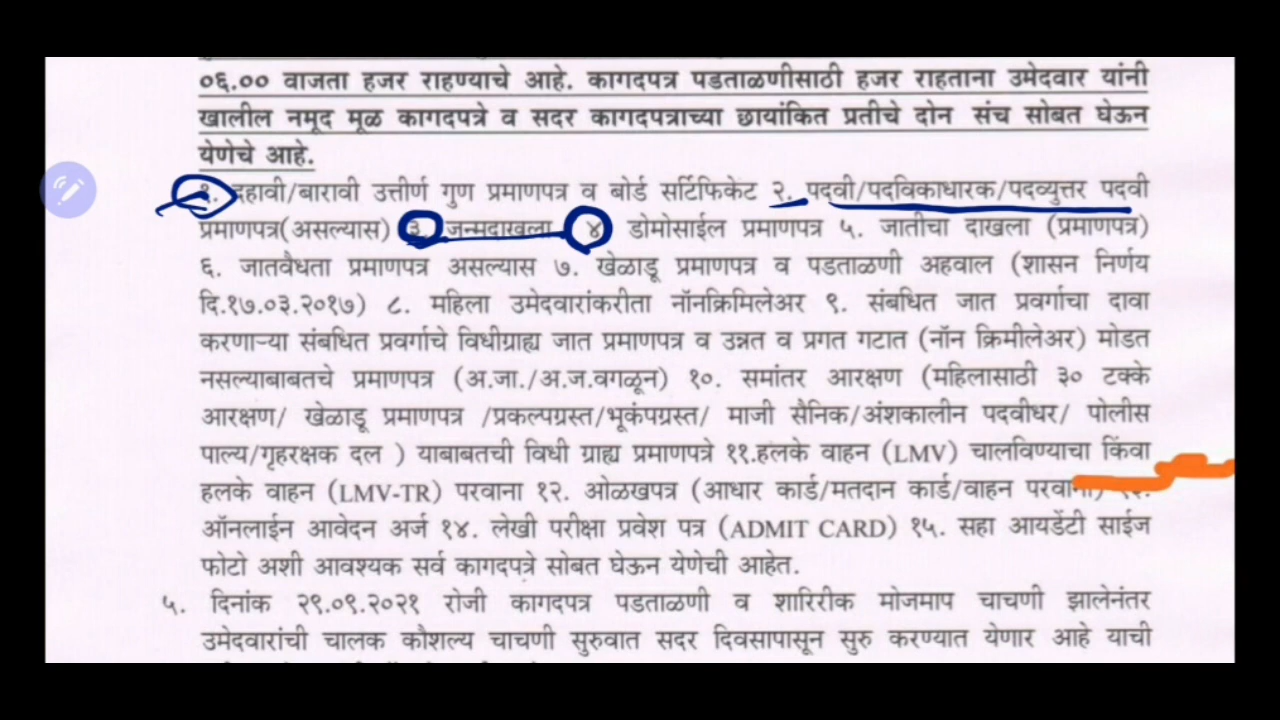 ०६.०० वाजता हजर राहण्याचे आहे. कागदपत्र पडताळणीसाठी हजर राहताना उमेदवार यांनी
खालील नमूद मूळ कागदपत्रे व सदर कागदपत्राच्या छायांकित प्रतीचे दोन संच सोबत घेऊन
येणेचे आहे.
१. दहावी/बारावी उत्तीर्ण गुण प्रमाणपत्र व बोर्ड सर्टिफिकेट २. पदवी/पदविकाधारक/पदव्युत्तर पदवी
प्रमाणपत्र(असल्यास) ३. जन्मदाखला ४ डोमोसाईल प्रमाणपत्र ५. जातीचा दाखला (प्रमाणपत्र)
६. जातवैधता प्रमाणपत्र असल्यास ७. खेळाडू प्रमाणपत्र व पडताळणी अहवाल (शासन निर्णय
दि.१७.०३.२०१७) ८. महिला उमेदवारांकरीता नॉनक्रिमिलेअर ९. संबधित जात प्रवर्गाचा दावा
करणाऱ्या संबधित प्रवर्गाचे विधीग्राह्य जात प्रमाणपत्र व उन्नत व प्रगत गटात (नॉन क्रिमीलेअर) मोडत
नसल्याबाबतचे प्रमाणपत्र (अ.जा./अ.ज.वगळून) १०. समांतर आरक्षण (महिलासाठी ३० टक्के
आरक्षण/ खेळाडू प्रमाणपत्र /प्रकल्पग्रस्त/भूकंपग्रस्त/ माजी सैनिक/अंशकालीन पदवीधर/ पोलीस
पाल्य/गृहरक्षक दल ) याबाबतची विधी ग्राह्य प्रमाणपत्रे ११.हलके वाहन (LMV) चालविण्याचा किंवा
हलके वाहन (LMV-TR) परवाना १२. ओळखपत्र (आधार कार्ड/मतदान कार्ड/वाहन परवाना)
ऑनलाईन आवेदन अर्ज १४. लेखी परीक्षा प्रवेश पत्र (ADMIT CARD) १५. सहा आयडेंटी साईज
फोटो अशी आवश्यक सर्व कागदपत्रे सोबत घेऊन येणेची आहेत.
५. दिनांक २९.०९.२०२१ रोजी कागदपत्र पडताळणी व शारिरीक मोजमाप चाचणी झालेनंतर
उमेदवारांची चालक कौशल्य चाचणी सुरुवात सदर दिवसापासून सुरु करण्यात येणार आहे याची